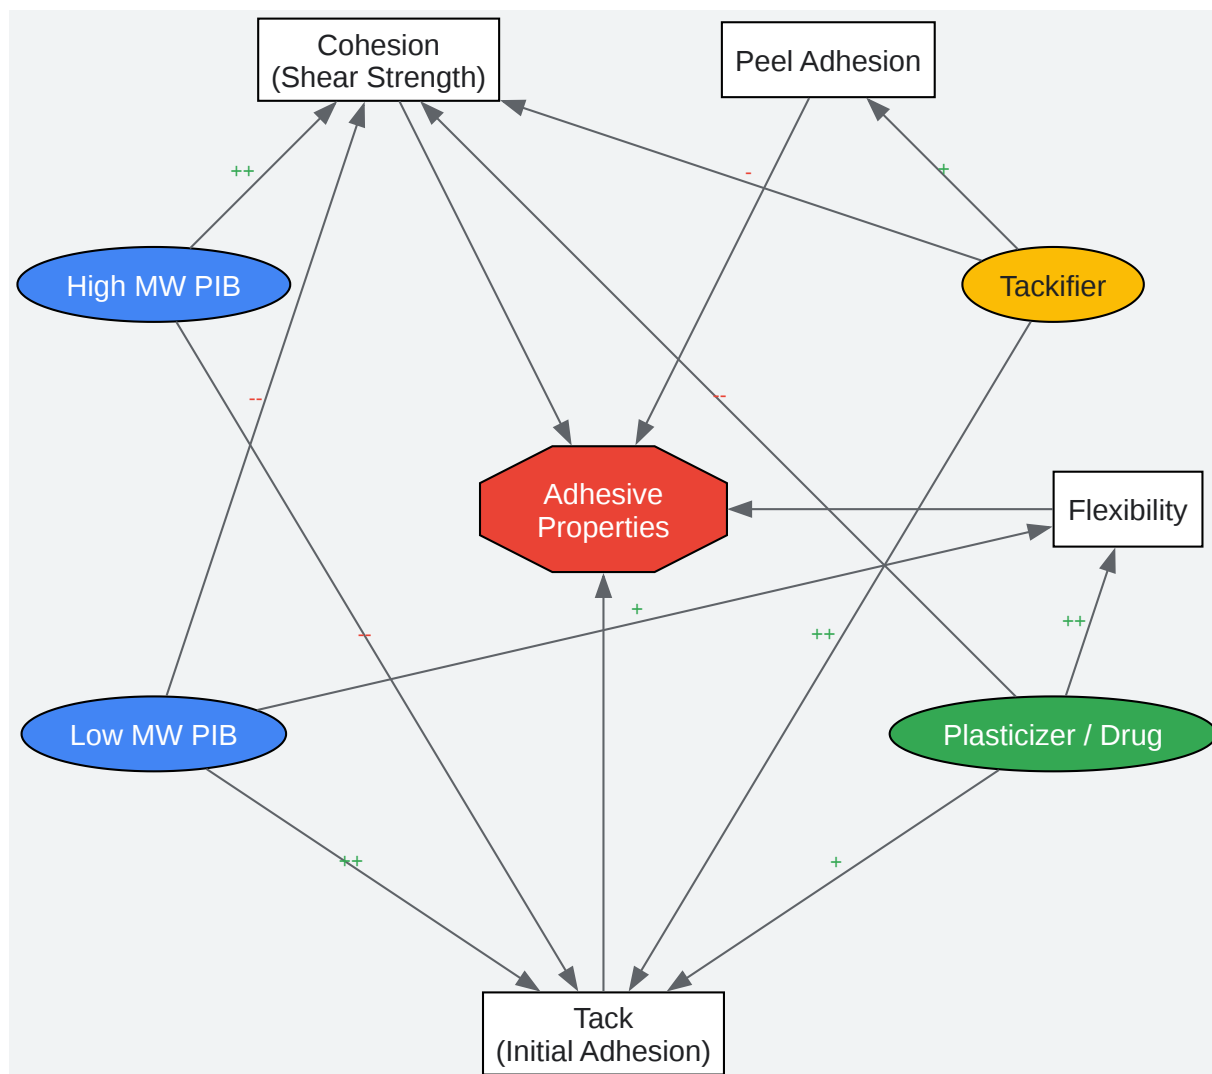 Cohesion
(Shear Strength)
Peel Adhesion
++
-
+
High MW PIB
Tackifier
--
--
Adhesive
Properties
Flexibility
+
++
++
--
Low MW PIB
Plasticizer / Drug
++
+
Tack
(Initial Adhesion)